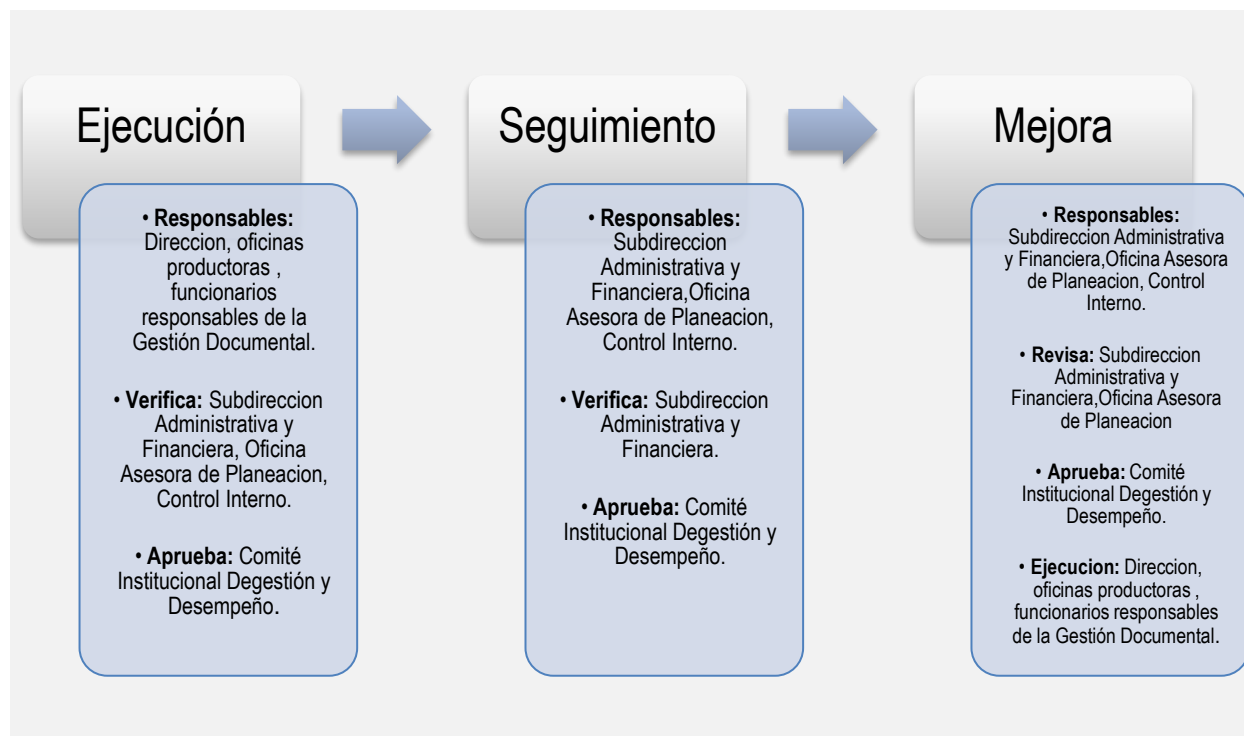 Ejecución
• Responsables:
Direccion, oficinas
productoras ,
funcionarios
responsables de la
Gestión Documental.
• Verifica: Subdireccion
Administrativa y
Financiera, Oficina
Asesora de Planeacion,
Control Interno.
• Aprueba: Comité
Institucional Degestión y
Desempeño.
Seguimiento
• Responsables:
Subdireccion
Administrativa y
Financiera,Oficina
Asesora de Planeacion,
Control Interno.
• Verifica: Subdireccion
Administrativa y
Financiera.
• Aprueba: Comité
Institucional Degestión y
Desempeño.
Mejora
• Responsables:
Subdireccion Administrativa
y Financiera,Oficina Asesora
de Planeacion, Control
Interno.
• Revisa: Subdireccion
Administrativa y
Financiera,Oficina Asesora
de Planeacion
• Aprueba: Comité
Institucional Degestión y
Desempeño.
• Ejecucion: Direccion,
oficinas productoras ,
funcionarios responsables
de la Gestión Documental.